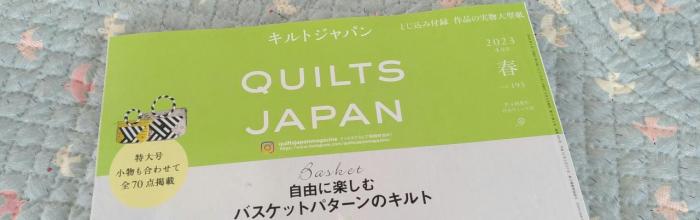 キルトジャパン
とじ込み付録 作品の実物大型紙
QUILTS
JAPAN
2023
春
193
quiltsjapanmagazine
特大号
小物も合わせて
全70点掲載
Basket
自由に楽しむ
バスケットパターンのキルト